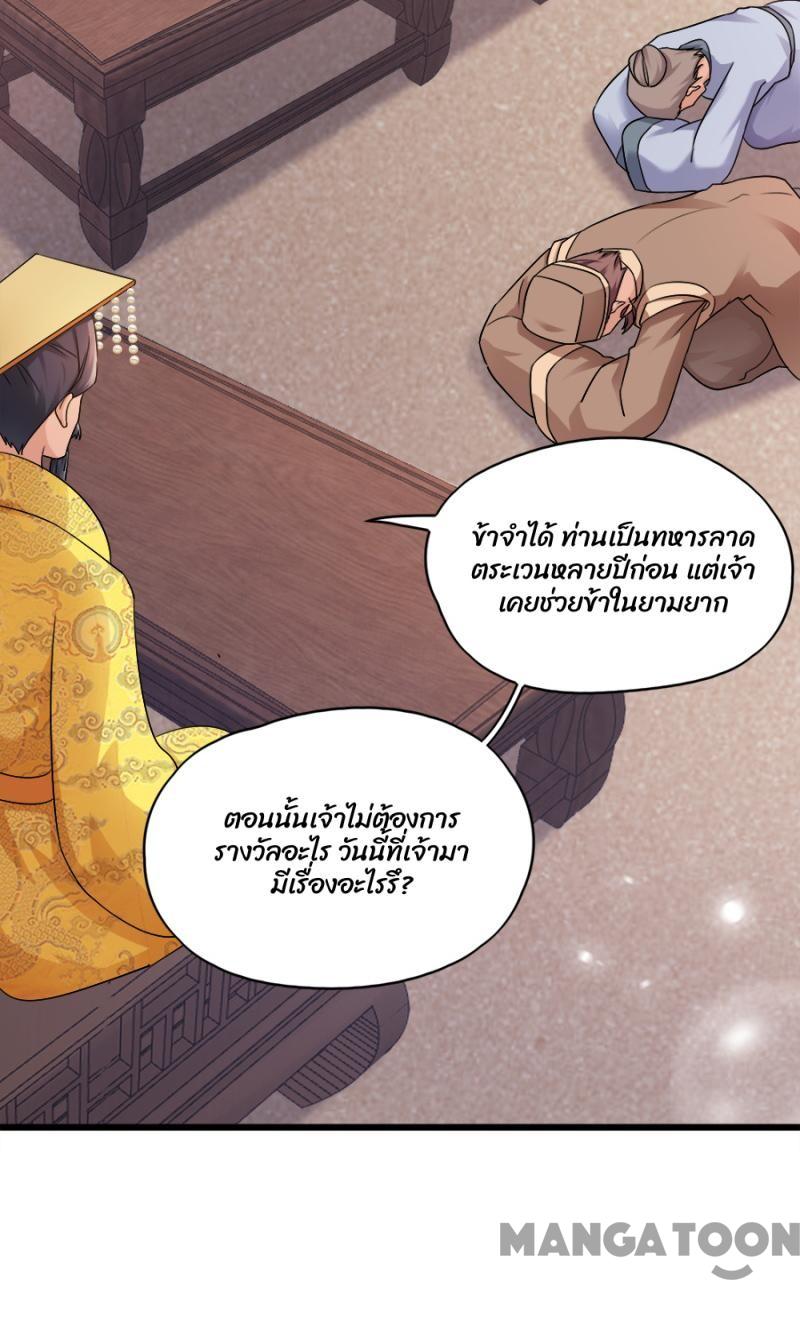 ข้าจำได้ ท่านเป็นทหารลาด
ตระเวนหลายปีก่อน แต่เจ้า
เคยช่วยข้าในยามยาก
ตอนนั้นเจ้าไม่ต้องการ
รางวัลอะไร วันนี้ที่เจ้ามา
มีเรื่องอะไรรึ?
MANGATOON